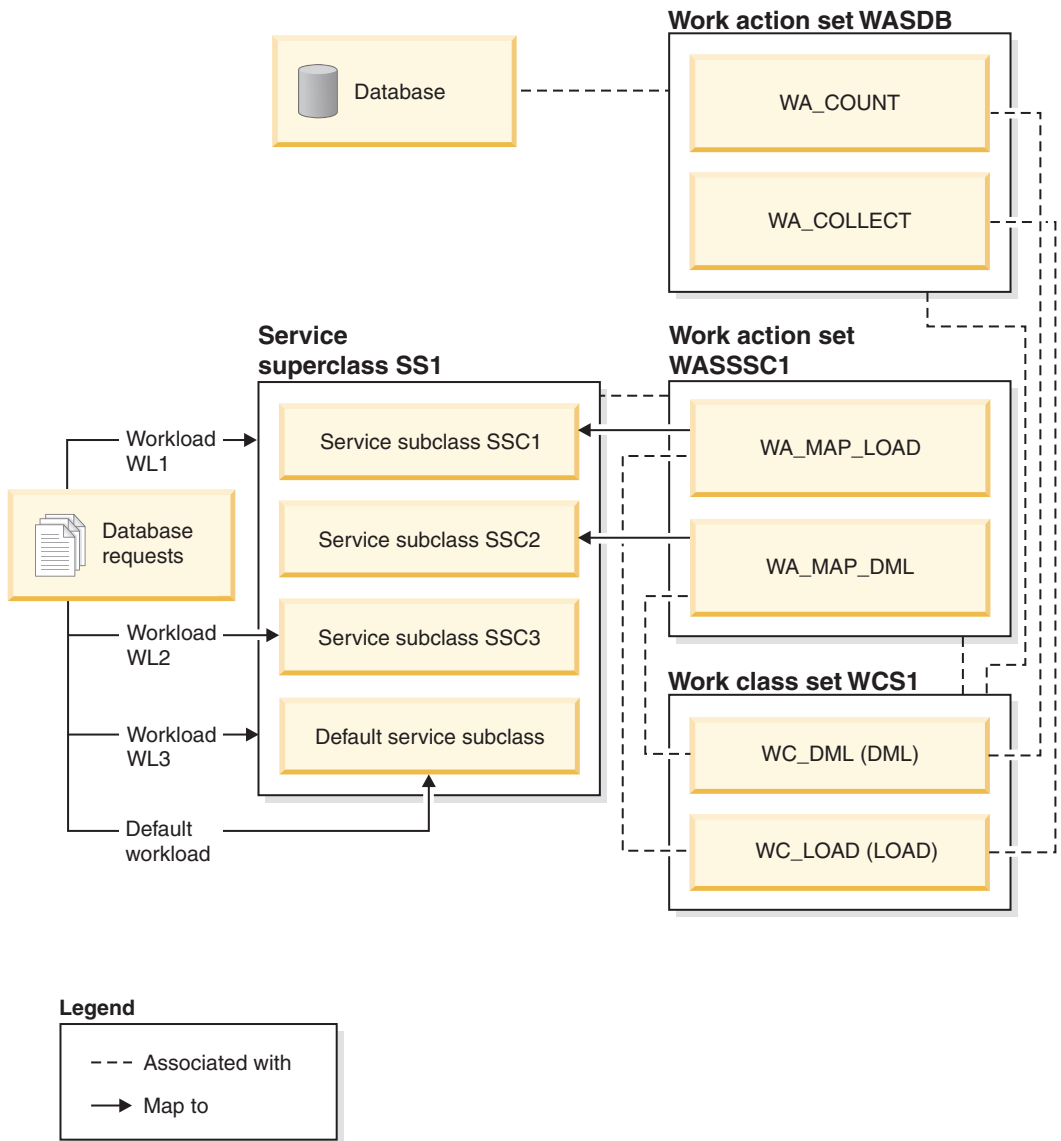 Work action set WASDB
Database
WA_COUNT
WA_COLLECT
Service
superclass SS1
Work action set
WASSSC1
Workload
WL1
Service subclass SSC1
WA_MAP_LOAD
Database
requests
Service subclass SSC2
WA_MAP_DML
Workload
WL2
Service subclass SSC3
Work class set WCS1
Workload
WL3
Default service subclass
WC_DML (DML)
Default
workload
WC_LOAD (LOAD)
Legend
Associated with
Map to